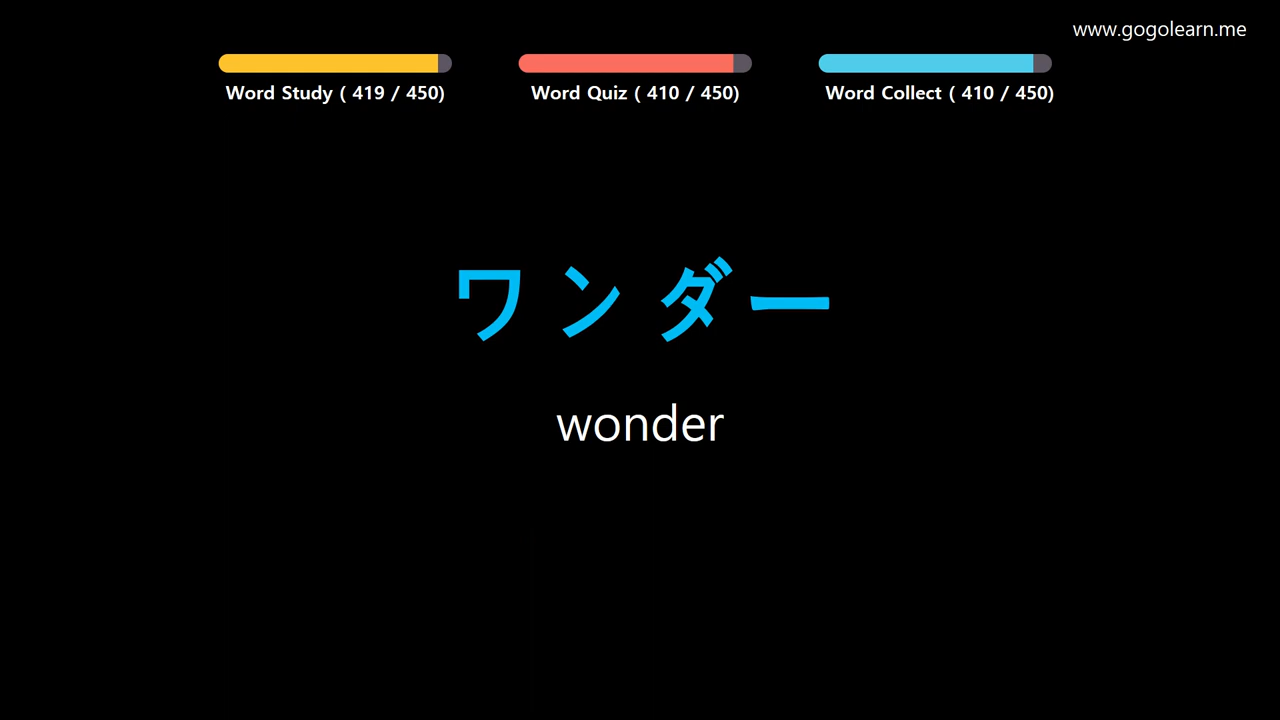 www.gogolearn.me
Word Study ( 419 / 450)
Word Quiz ( 410 / 450)
Word Collect ( 410 / 450)
ワンダー
wonder